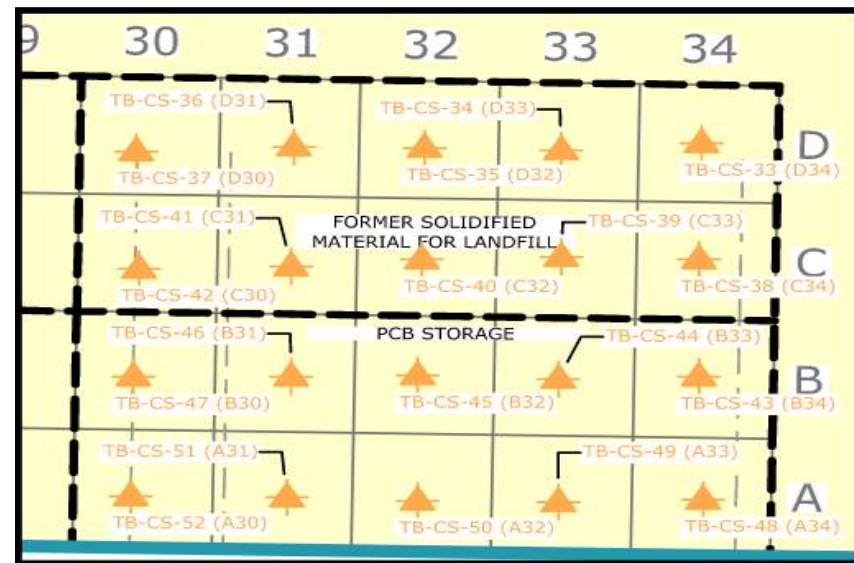 9 30 31 32 33 34
TB-CS-36 (D31)
TB-CS-34 (D33)
D
TB-CS-37 (D30)
TB-CS-35 (D32)
TB-CS-33 (D34)
TB-CS-41 (C31)
FORMER SOLIDIFIED
MATERIAL FOR LANDFILL
TB-CS-39 (C33)
C
TB-CS-42 (C30)
TB-CS-40 (C32)
TB-CS-38 (C34)
TB-CS-46 (B31)
PCB STORAGE
TB-CS-44 (B33)
B
TB-CS-47 (B30)
TB-CS-45 (B32)
TB-CS-43 (B34)
TB-CS-51 (A31)
TB-CS-49 (A33)
A
TB-CS-52 (A30)
TB-CS-50 (A32)
TB-CS-48 (A34)